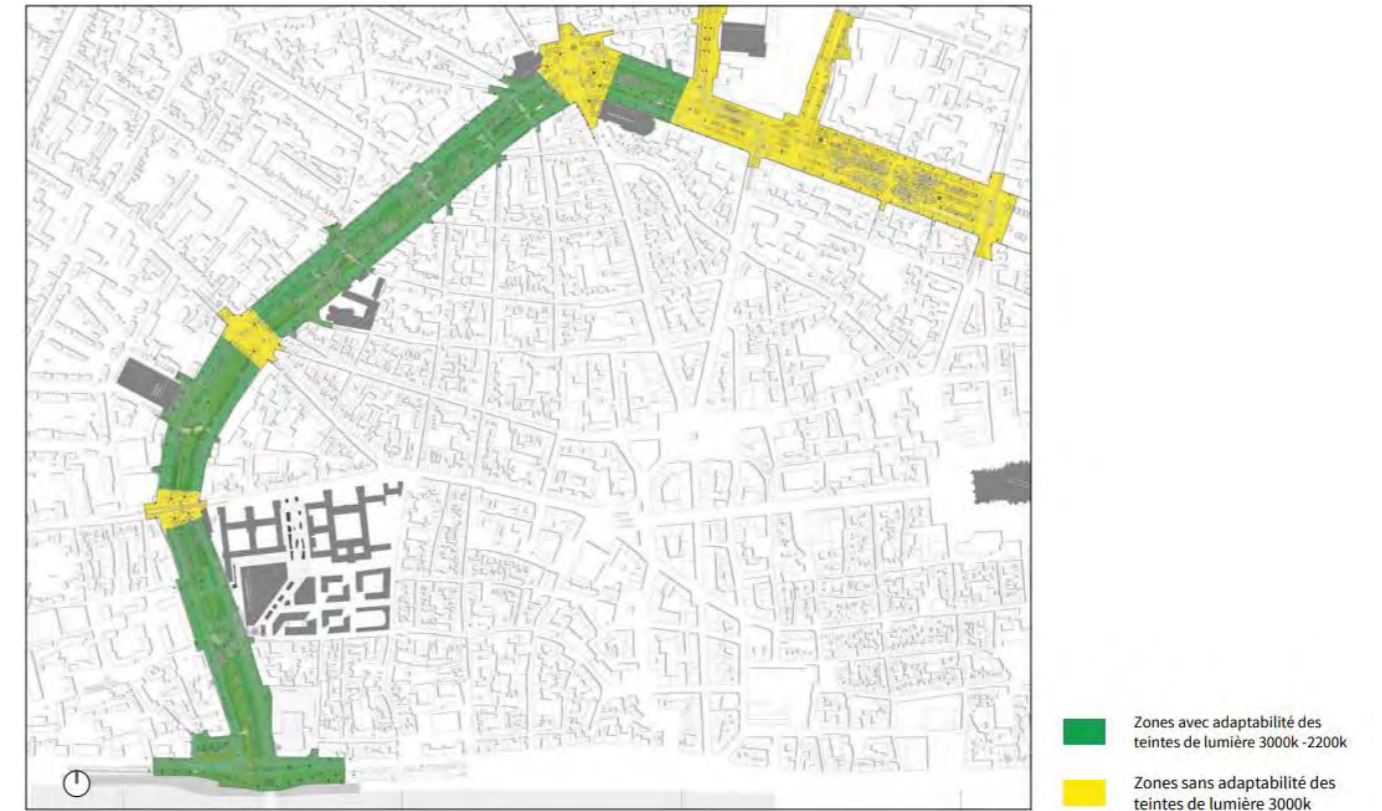 Zones avec adaptabilité des
teintes de lumière 3000k -2200k
Zones sans adaptabilité des
teintes de lumière 3000k